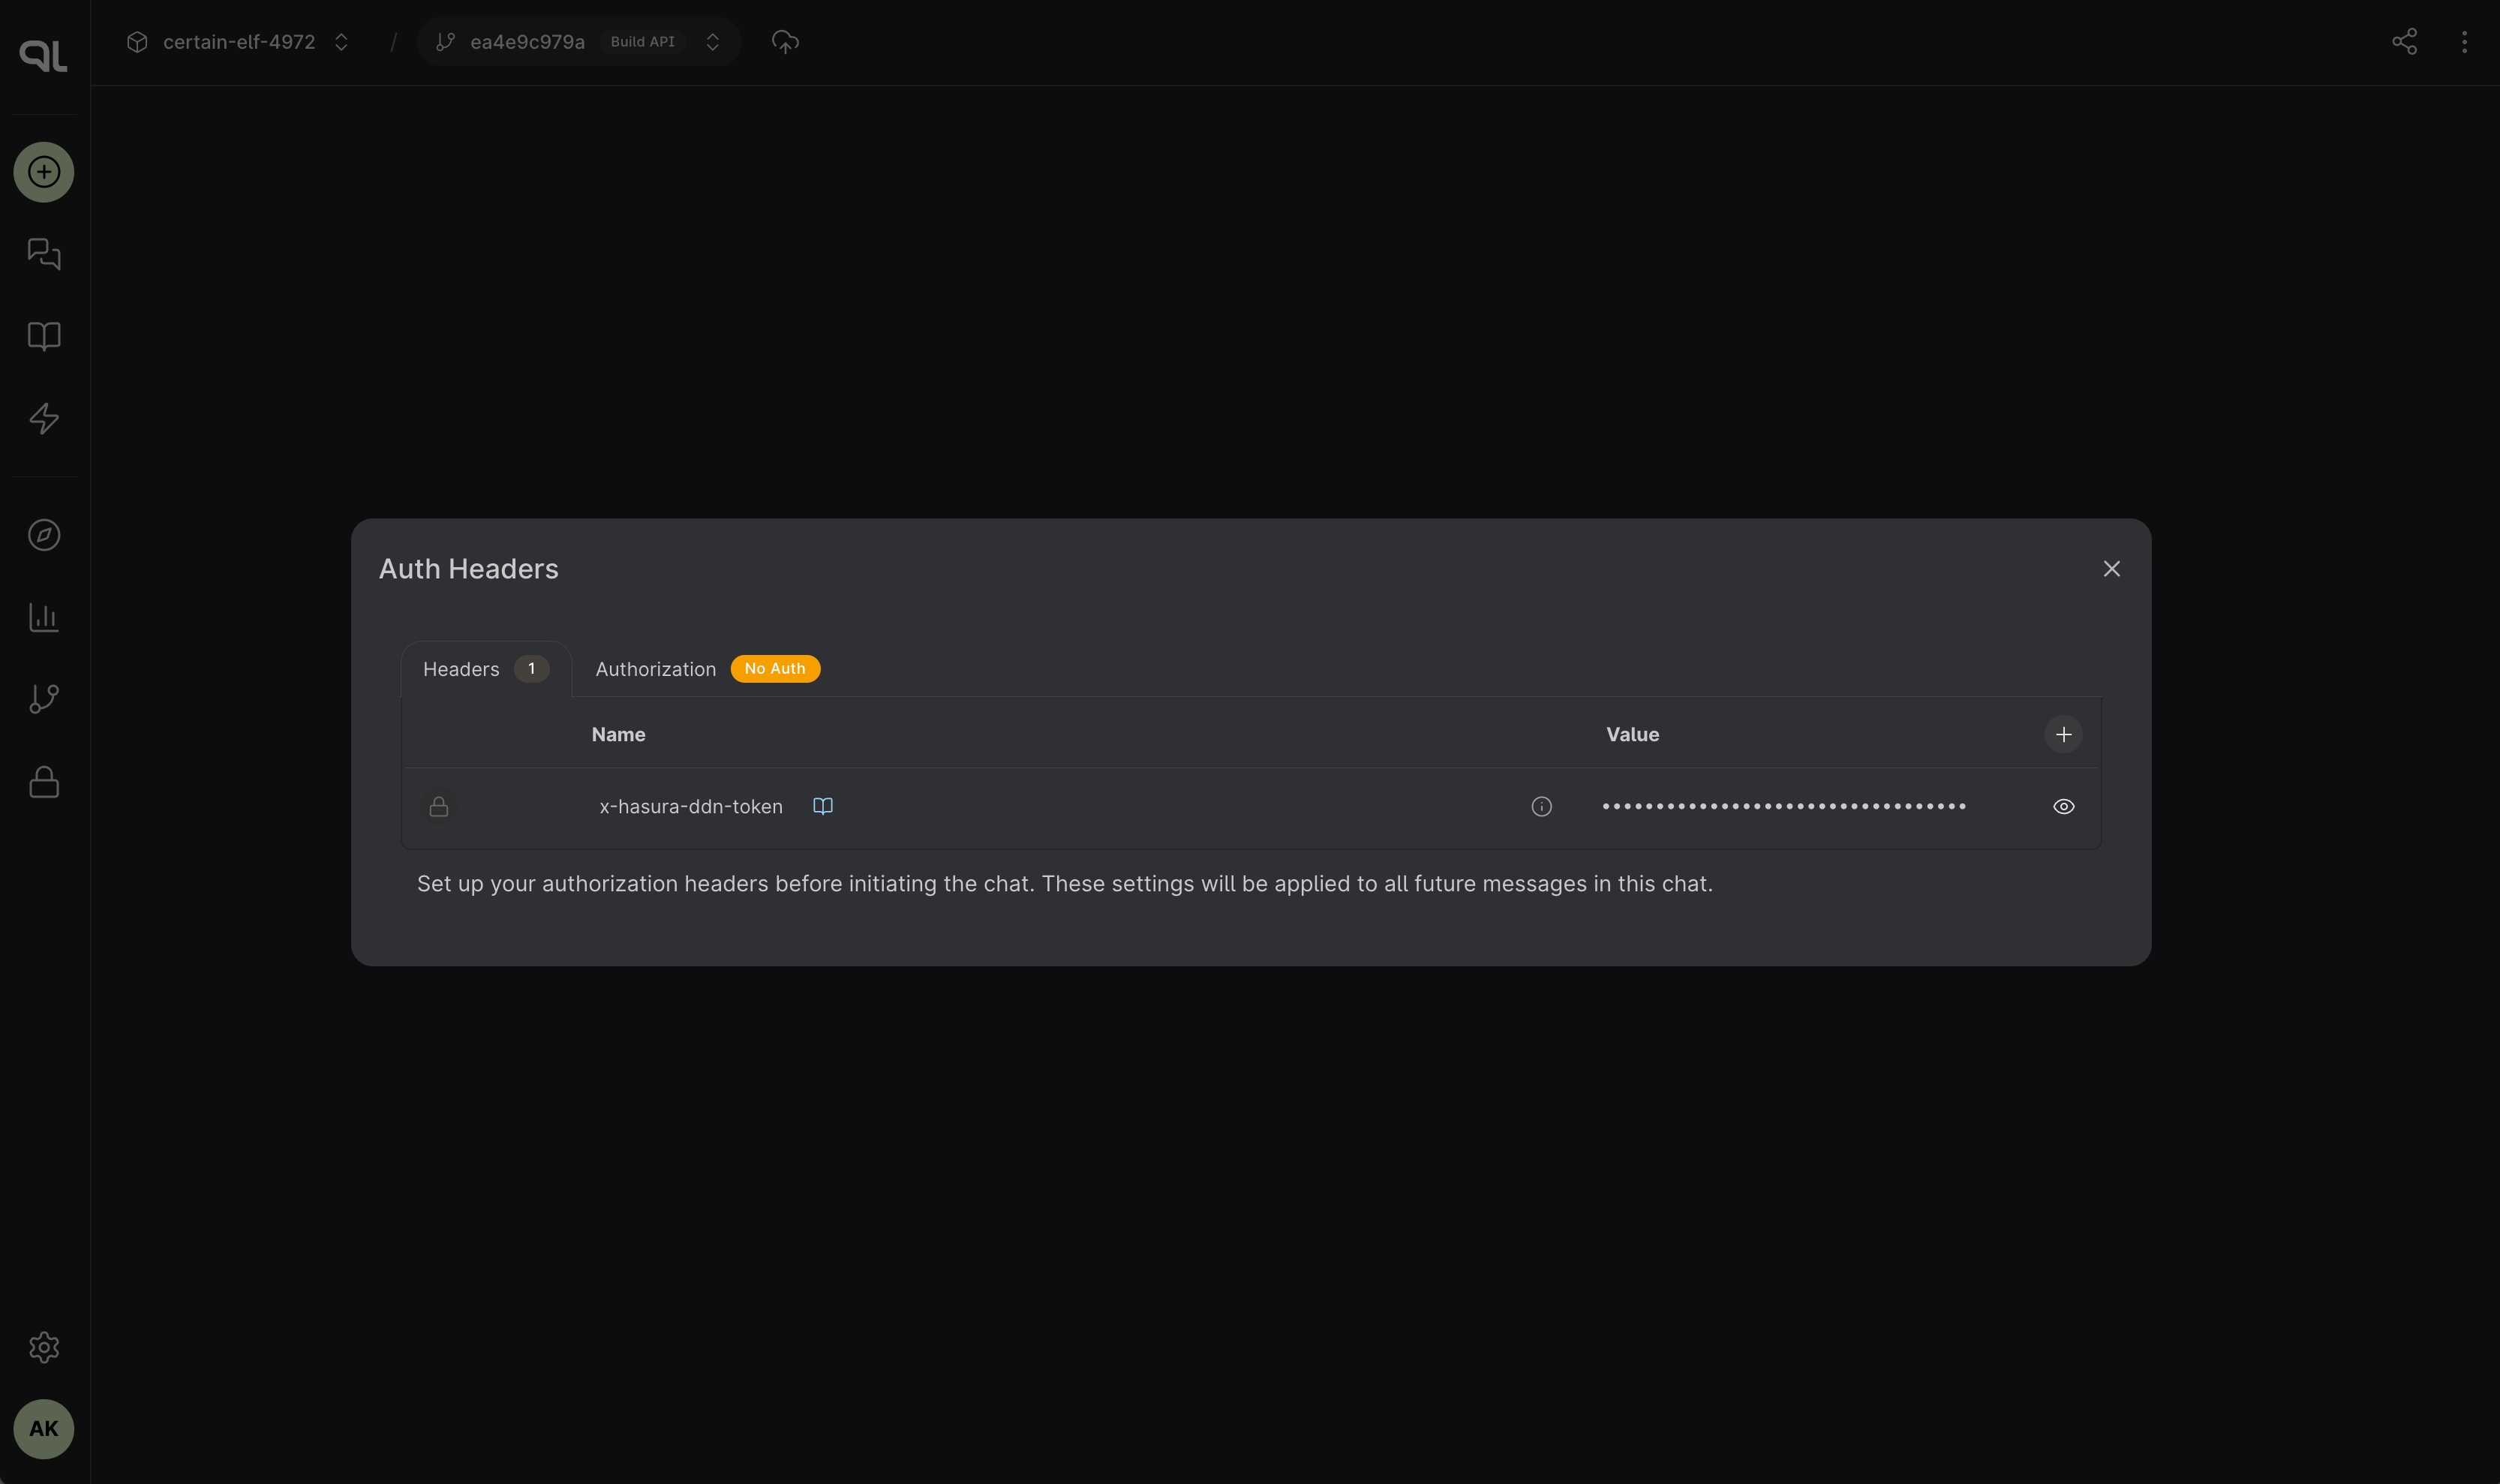 certain-elf-4972 / ea4e9c979a Build API
Auth Headers
Headers 1 Authorization No Auth
Name Value
x-hasura-ddn-token ••••••••••••••••••••••••••••••••••
Set up your authorization headers before initiating the chat. These settings will be applied to all future messages in this chat.
AK